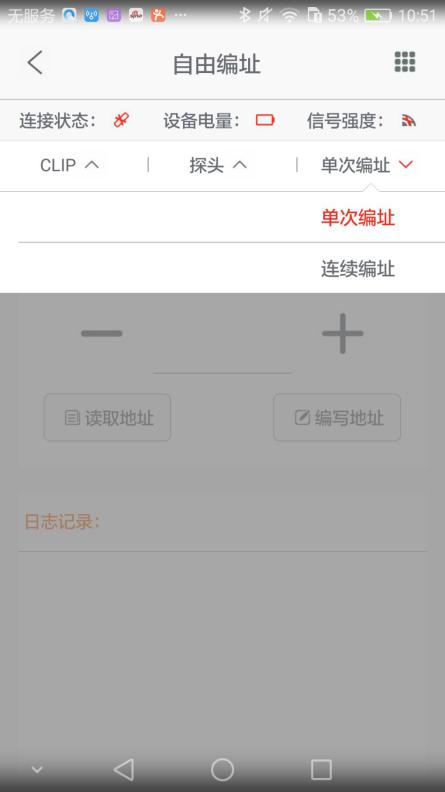 无服务 ··· 53% 10:51
自由编址
连接状态： 设备电量： 信号强度：
CLIP 探头 单次编址
单次编址
连续编址
读取地址 编写地址
日志记录：